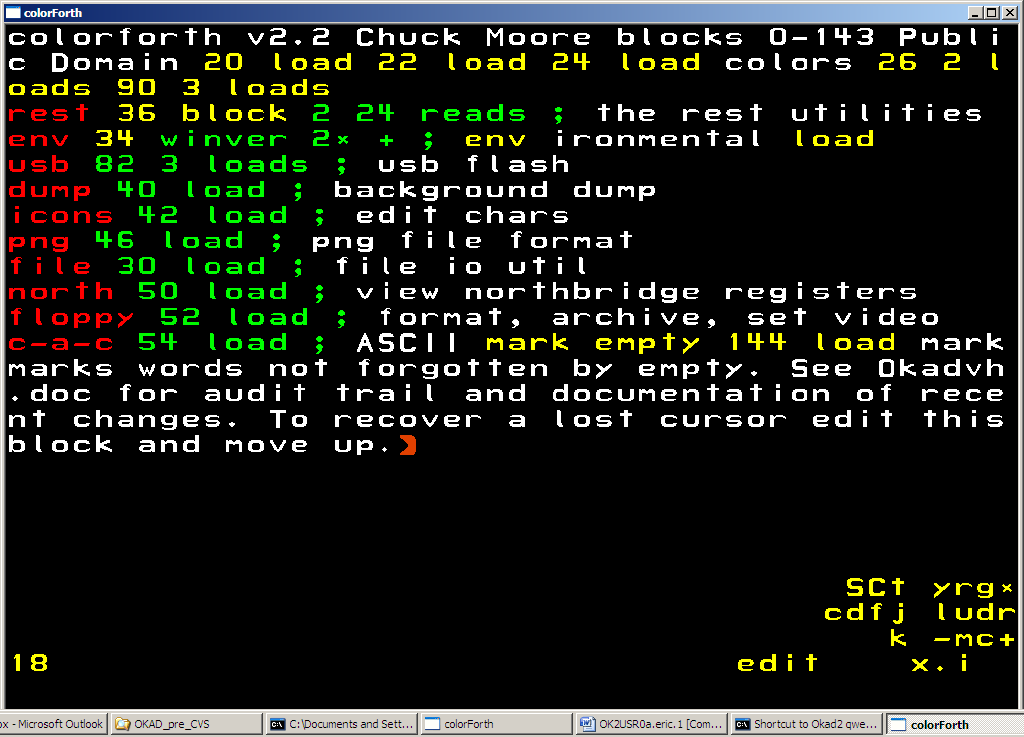 colorForth
colorforth v2.2 Chuck Moore blocks 0-143 Publi
c Domain 20 load 22 load 24 load colors 26 2 l
oads 90 3 loads
rest 36 block 2 24 reads ; the rest utilities
env 34 winver 2× + ; env ironmental load
usb 82 3 loads ; usb flash
dump 40 load ; background dump
icons 42 load ; edit chars
png 46 load ; png file format
file 30 load ; file io util
north 50 load ; view northbridge registers
floppy 52 load ; format, archive, set video
c-a-c 54 load ; ASCII mark empty 144 load mark
marks words not forgotten by empty. See Okadvh
.doc for audit trail and documentation of rece
nt changes. To recover a lost cursor edit this
block and move up.
SCt yrg×
cdfj ludr
k -mc+
18 edit x.i
ox - Microsoft Outlook OKAD_pre_CVS C:\Documents and Sett... colorForth OK2USR0a.eric.1 [Com... Shortcut to Okad2 qwe... colorForth